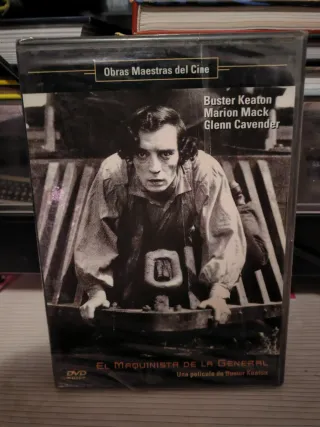 Obras Maestras del Cine
Buster Keaton
Marion Mack
Glenn Cavender
El Maquinista de la General
Una película de Buster Keaton
DVD